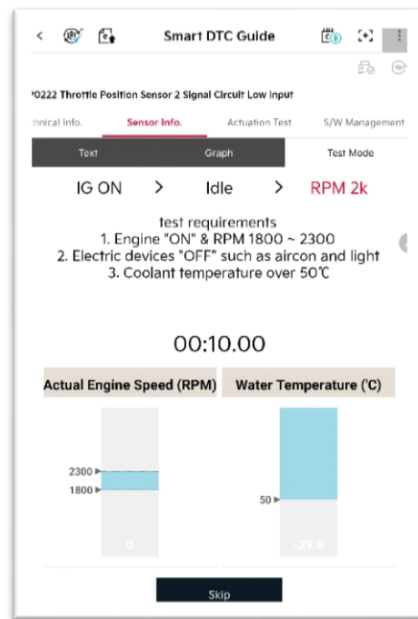 Smart DTC Guide
P0222 Throttle Position Sensor 2 Signal Circuit Low Input
hnical Info. Sensor Info. Actuation Test S/W Management
Text Graph Test Mode
IG ON > Idle > RPM 2k
test requirements
1. Engine "ON" & RPM 1800 ~ 2300
2. Electric devices "OFF" such as aircon and light
3. Coolant temperature over 50℃
00:10.00
Actual Engine Speed (RPM) Water Temperature (℃)
2300
1800
50
0
-39.8
Skip